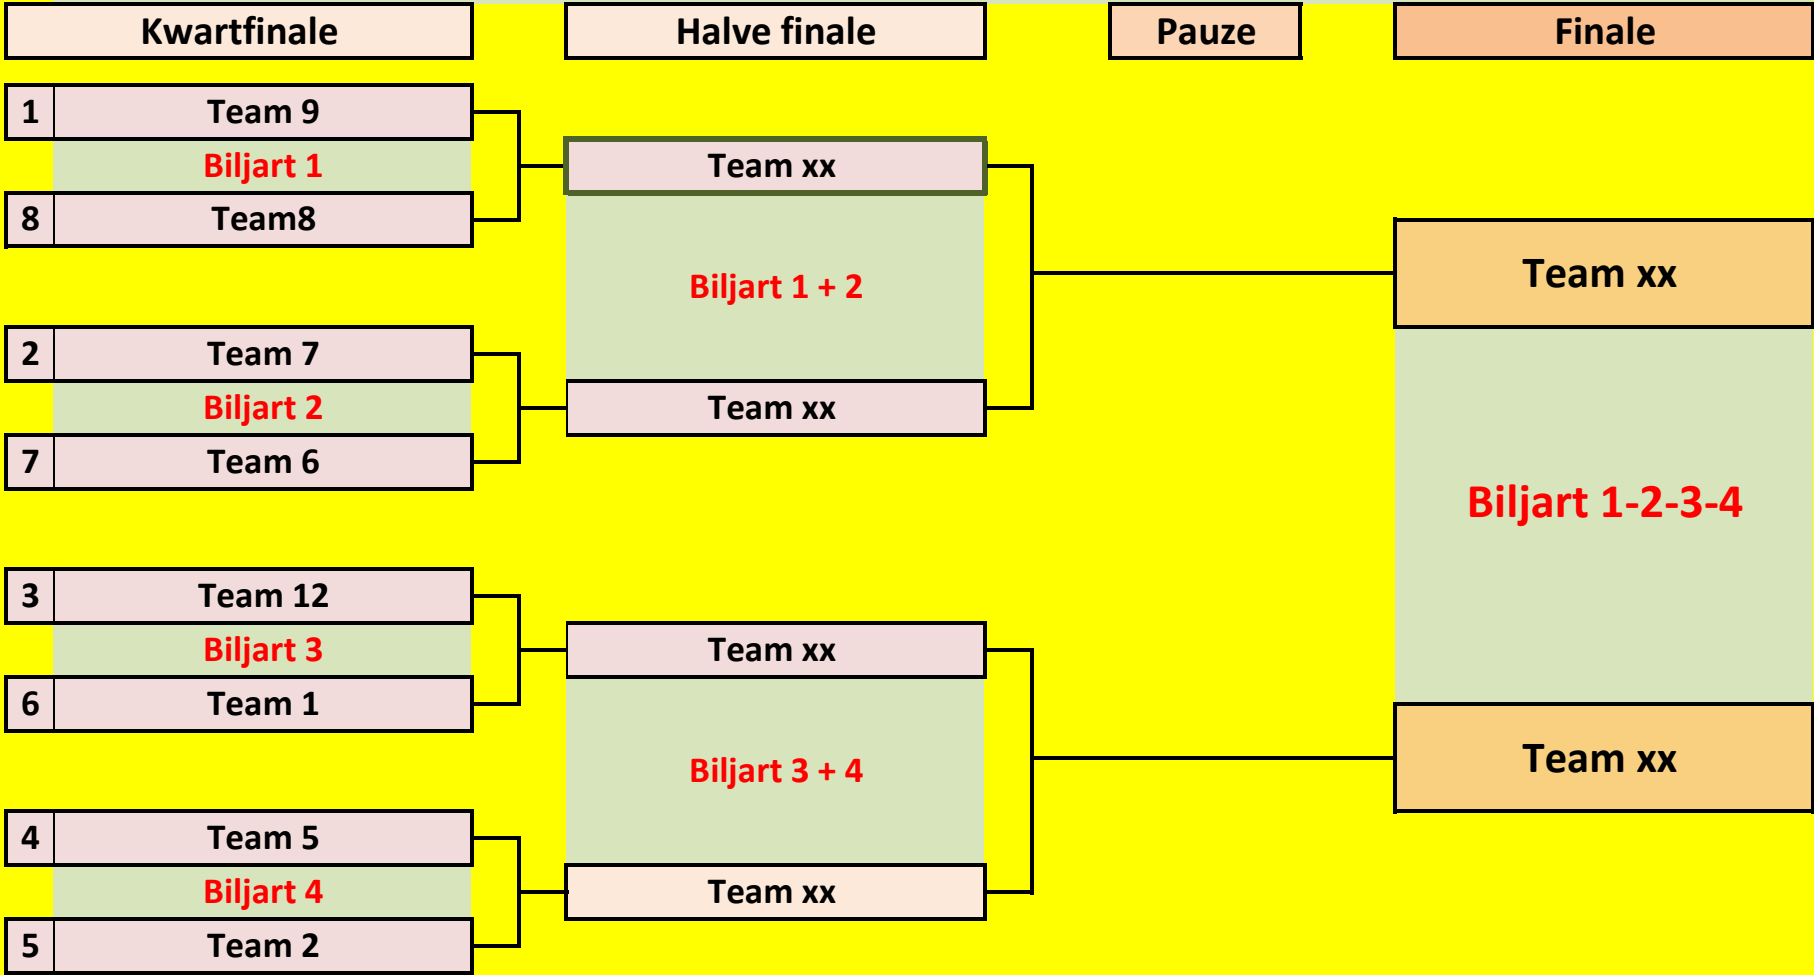 Kwartfinale
Halve finale
Pauze
Finale
1 Team 9
Biljart 1
8 Team8
2 Team 7
Biljart 2
7 Team 6
3 Team 12
Biljart 3
6 Team 1
4 Team 5
Biljart 4
5 Team 2
Team xx
Biljart 1 + 2
Team xx
Team xx
Biljart 3 + 4
Team xx
Team xx
Biljart 1-2-3-4
Team xx